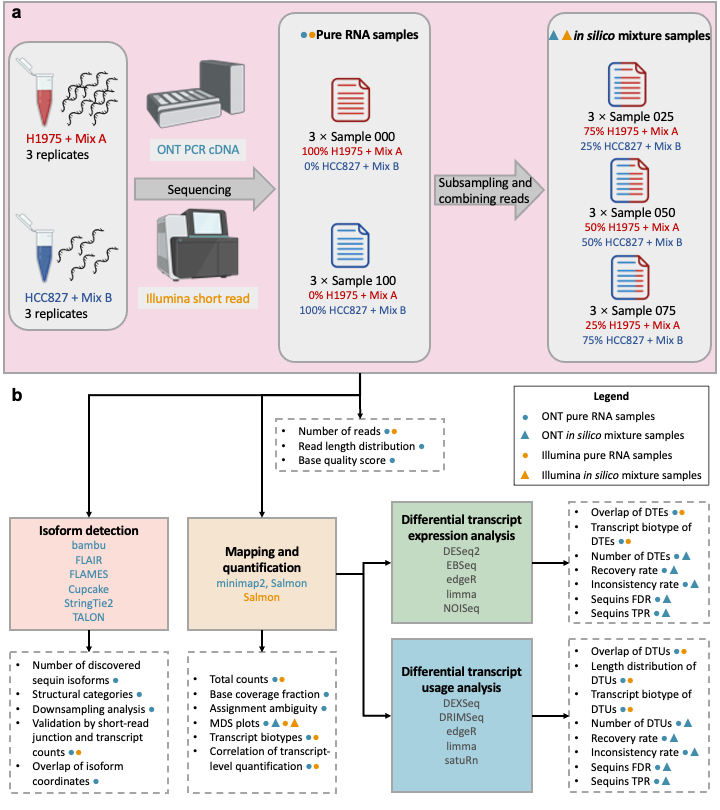 a
H1975 + Mix A
3 replicates
HCC827 + Mix B
3 replicates
ONT PCR cDNA
Sequencing
Illumina short read
Pure RNA samples
3 × Sample 000
100% H1975 + Mix A
0% HCC827 + Mix B
3 × Sample 100
0% H1975 + Mix A
100% HCC827 + Mix B
Subsampling and
combining reads
in silico mixture samples
3 × Sample 025
75% H1975 + Mix A
25% HCC827 + Mix B
3 × Sample 050
50% H1975 + Mix A
50% HCC827 + Mix B
3 × Sample 075
25% H1975 + Mix A
75% HCC827 + Mix B
b
• Number of reads
• Read length distribution
• Base quality score
Legend
ONT pure RNA samples
ONT in silico mixture samples
Illumina pure RNA samples
Illumina in silico mixture samples
Isoform detection
bambu
FLAIR
FLAMES
Cupcake
StringTie2
TALON
• Number of discovered
sequin isoforms
• Structural categories
• Downsampling analysis
• Validation by short-read
junction and transcript
counts
• Overlap of isoform
coordinates
Mapping and
quantification
minimap2, Salmon
Salmon
• Total counts
• Base coverage fraction
• Assignment ambiguity
• MDS plots
• Transcript biotypes
• Correlation of transcript-
level quantification
Differential transcript
expression analysis
DESeq2
EBSeq
edgeR
limma
NOISeq
• Overlap of DTEs
• Transcript biotype of
DTEs
• Number of DTEs
• Recovery rate
• Inconsistency rate
• Sequins FDR
• Sequins TPR
Differential transcript
usage analysis
DEXSeq
DRIMSeq
edgeR
limma
satuRn
• Overlap of DTUs
• Length distribution of
DTUs
• Transcript biotype of
DTUs
• Number of DTUs
• Recovery rate
• Inconsistency rate
• Sequins FDR
• Sequins TPR